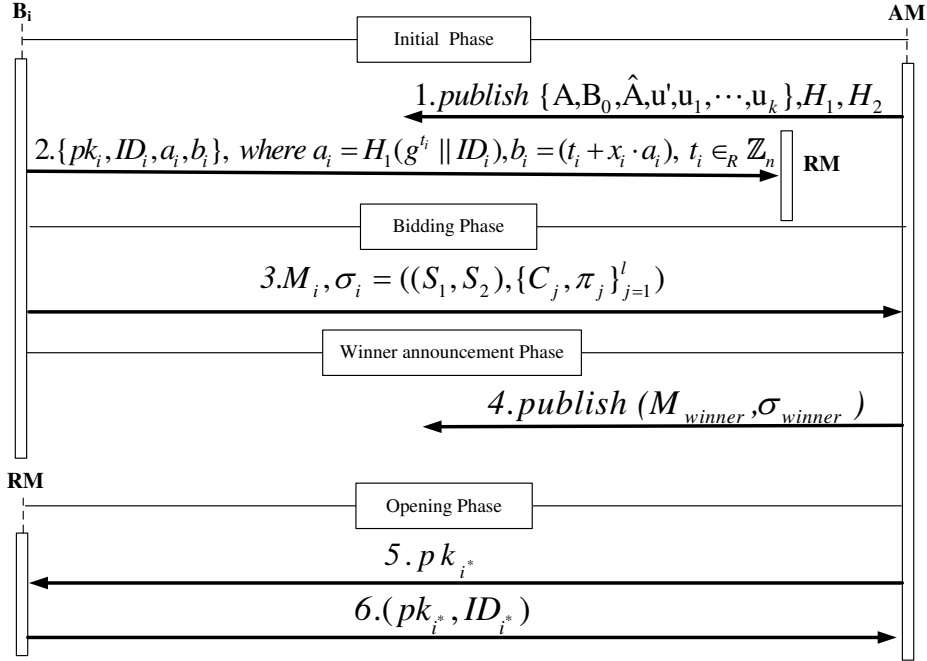 B_i AM
Initial Phase
1.publish {A,B_0,Â,u',u_1,⋯,u_k},H_1,H_2
2.{pk_i,ID_i,a_i,b_i}, where a_i=H_1(g^{t_i} || ID_i),b_i=(t_i+x_i·a_i), t_i∈_R ℤ_n
RM
Bidding Phase
3.M_i,σ_i=((S_1,S_2),{C_j,π_j}_{j=1}^l)
Winner announcement Phase
4.publish (M_winner,σ_winner)
RM
Opening Phase
5.pk_{i*}
6.(pk_{i*},ID_{i*})